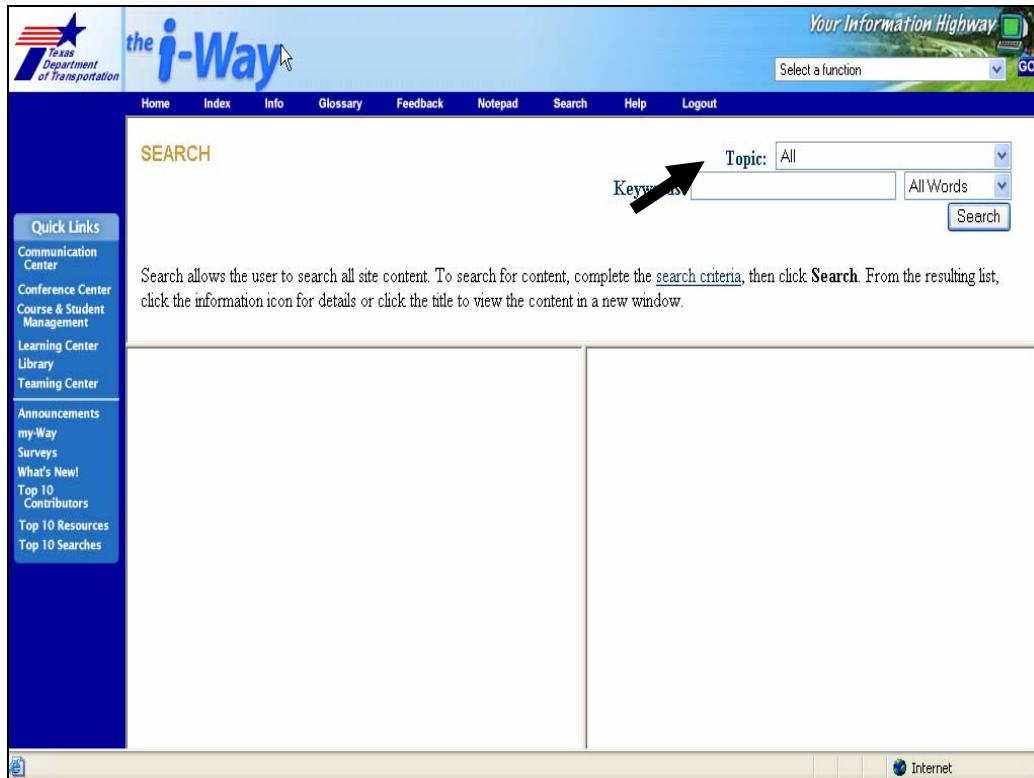 Texas
Department
of Transportation
the i-Way
Your Information Highway
Select a function
GO
Home Index Info Glossary Feedback Notepad Search Help Logout
SEARCH
Topic: All
All Words
Search
Quick Links
Communication
Center
Conference Center
Course & Student
Management
Learning Center
Library
Teaming Center
Announcements
my-Way
Surveys
What's New!
Top 10
Contributors
Top 10 Resources
Top 10 Searches
Search allows the user to search all site content. To search for content, complete the search criteria, then click Search. From the resulting list,
click the information icon for details or click the title to view the content in a new window.
Internet